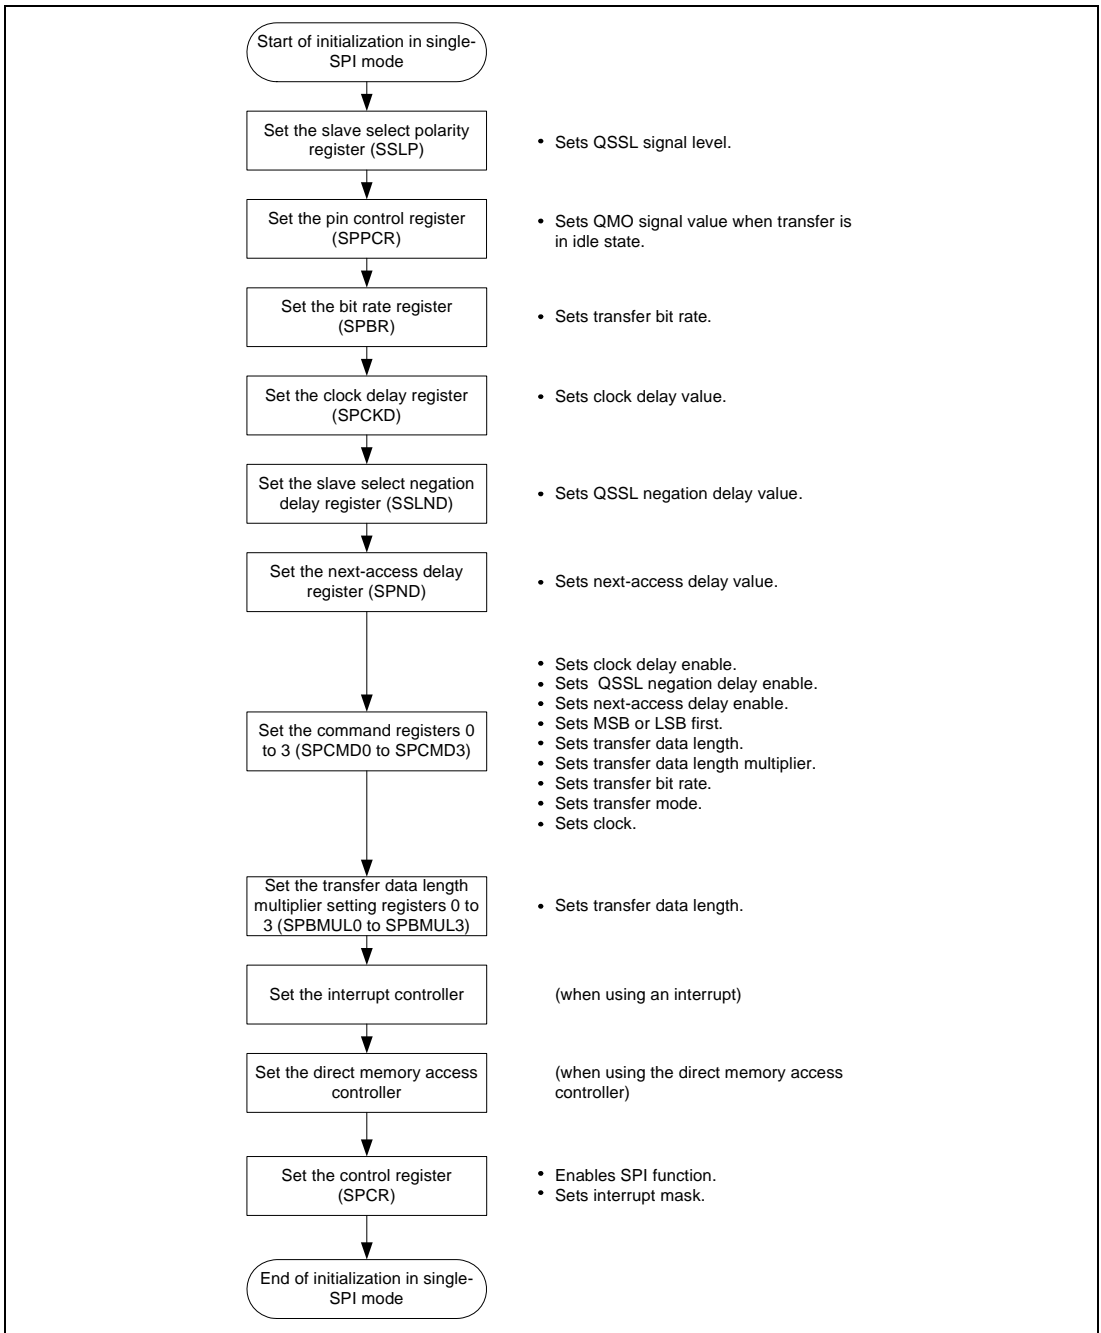 Start of initialization in single-
SPI mode
Set the slave select polarity
register (SSLP)
• Sets QSSL signal level.
Set the pin control register
(SPPCR)
• Sets QMO signal value when transfer is
in idle state.
Set the bit rate register
(SPBR)
• Sets transfer bit rate.
Set the clock delay register
(SPCKD)
• Sets clock delay value.
Set the slave select negation
delay register (SSLND)
• Sets QSSL negation delay value.
Set the next-access delay
register (SPND)
• Sets next-access delay value.
Set the command registers 0
to 3 (SPCMD0 to SPCMD3)
• Sets clock delay enable.
• Sets  QSSL negation delay enable.
• Sets next-access delay enable.
• Sets MSB or LSB first.
• Sets transfer data length.
• Sets transfer data length multiplier.
• Sets transfer bit rate.
• Sets transfer mode.
• Sets clock.
Set the transfer data length
multiplier setting registers 0 to
3 (SPBMUL0 to SPBMUL3)
• Sets transfer data length.
Set the interrupt controller
(when using an interrupt)
Set the direct memory access
controller
(when using the direct memory access
controller)
Set the control register
(SPCR)
• Enables SPI function.
• Sets interrupt mask.
End of initialization in single-
SPI mode